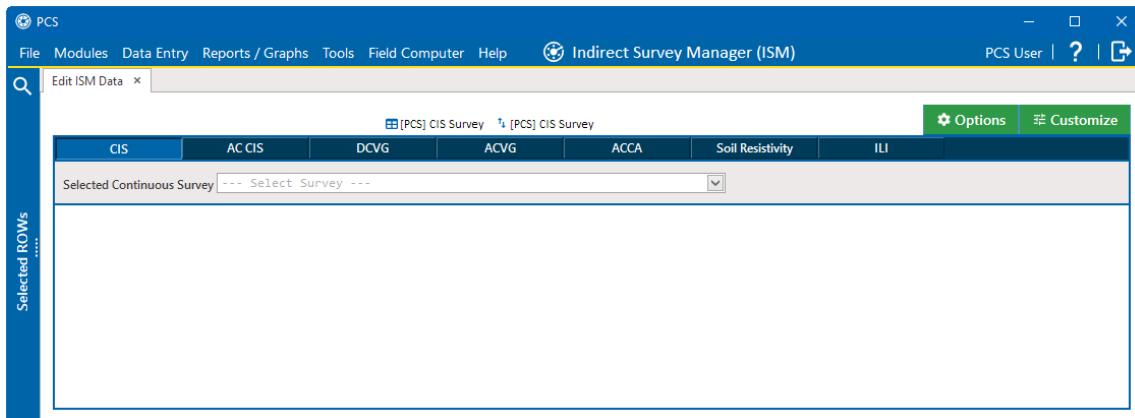 PCS
File Modules Data Entry Reports / Graphs Tools Field Computer Help Indirect Survey Manager (ISM) PCS User | ? |
Edit ISM Data ×
[PCS] CIS Survey [PCS] CIS Survey Options Customize
CIS AC CIS DCVG ACVG ACCA Soil Resistivity ILI
Selected Continuous Survey --- Select Survey ---
Selected ROWs